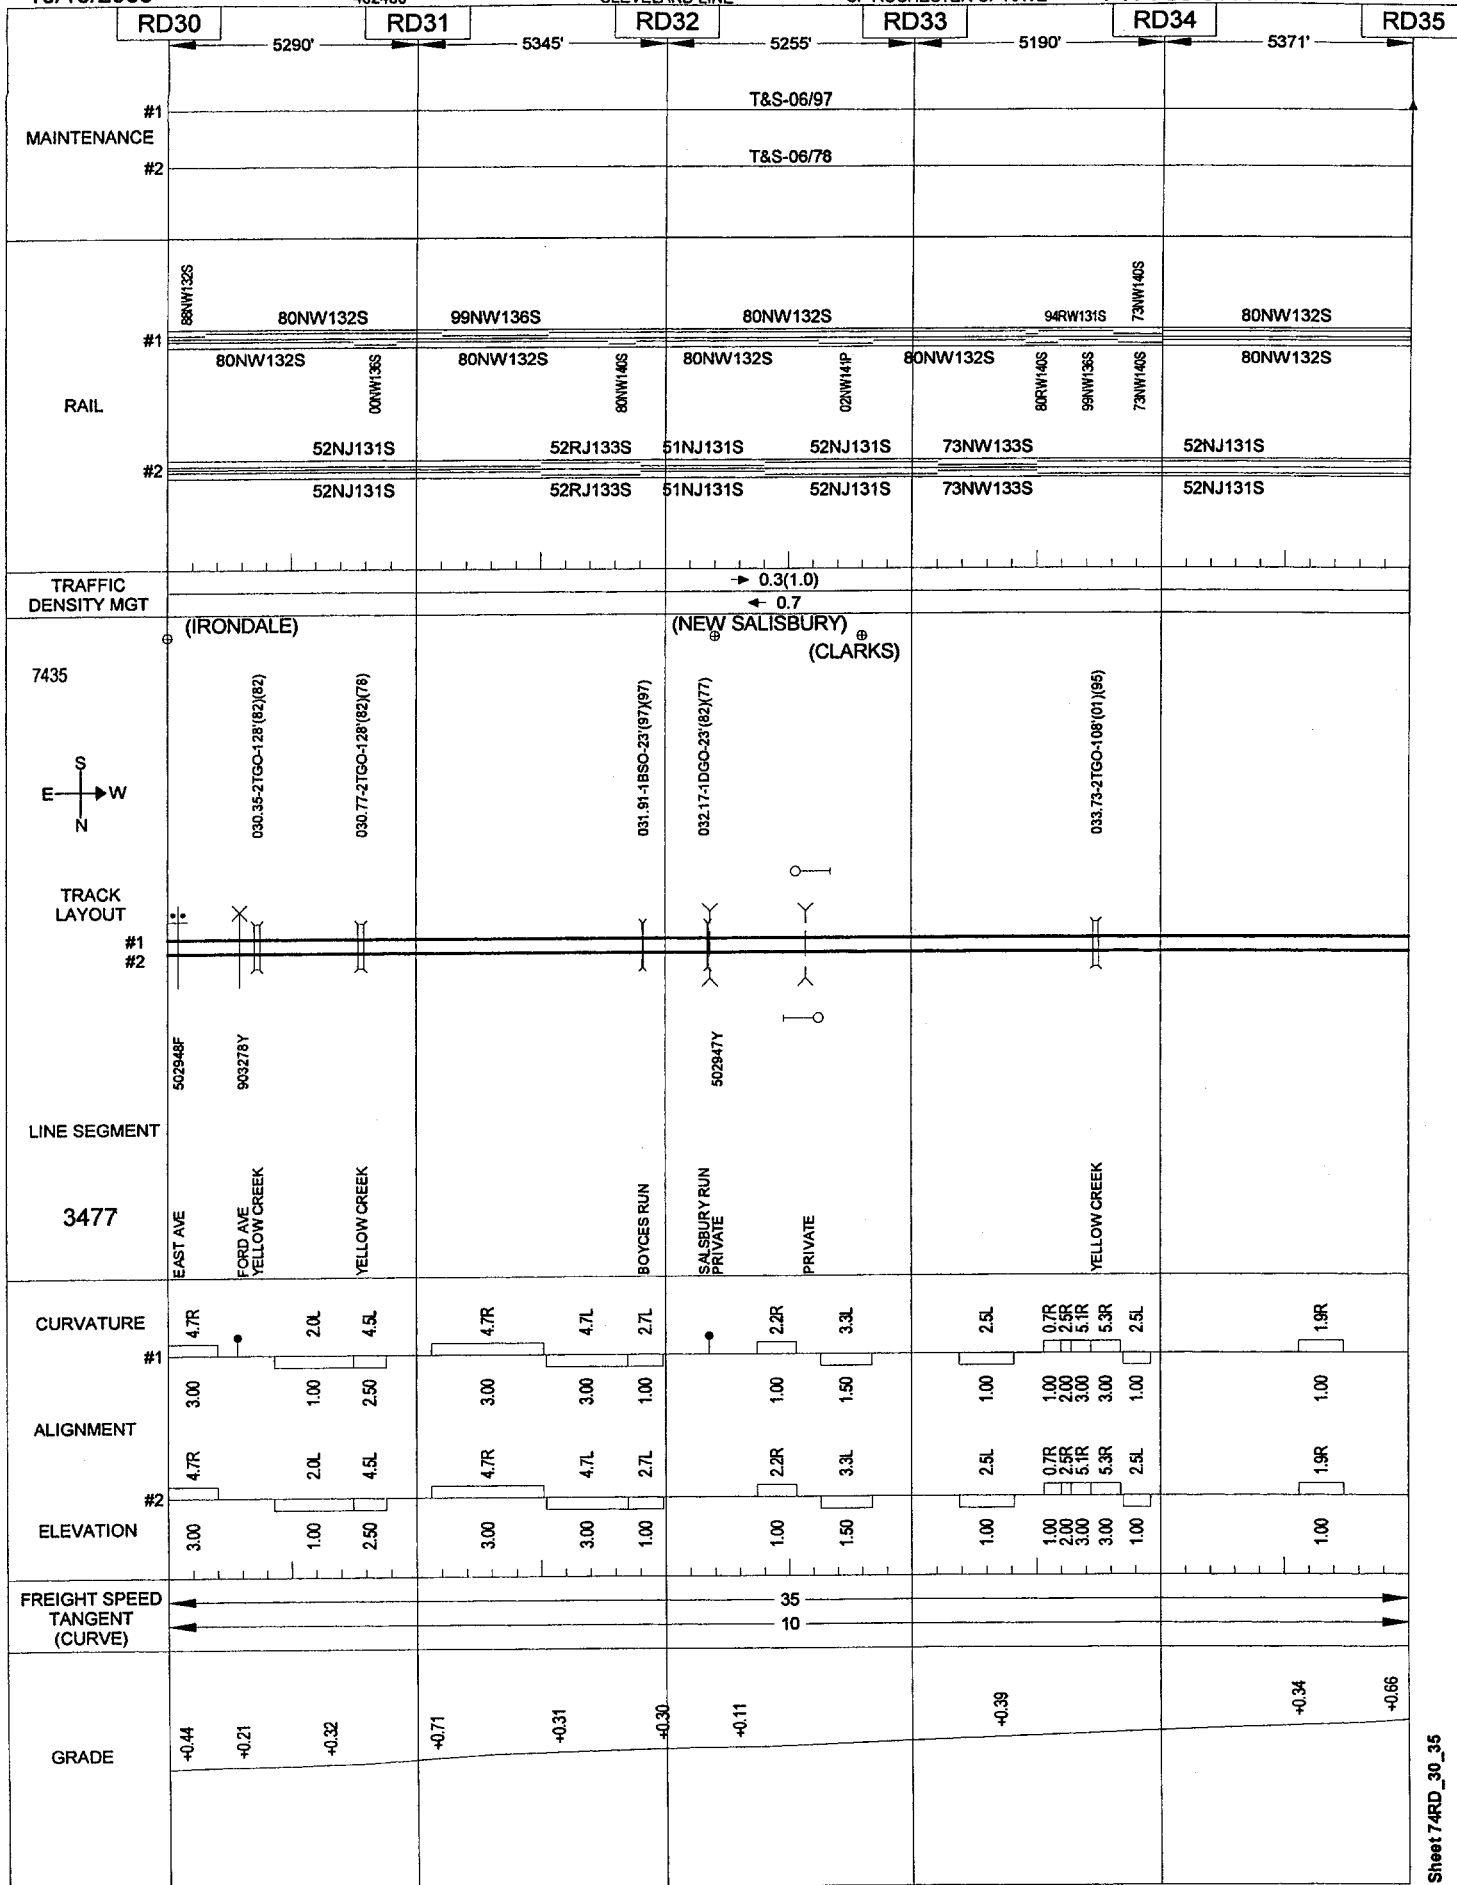 CLEVELAND LINE
RD30 RD31 RD32 RD33 RD34 RD35
5290' 5345' 5255' 5190' 5371'
#1 T&S-06/97
MAINTENANCE
#2 T&S-06/78
88NW132S 73NW140S
80NW132S 99NW136S 80NW132S 94RW131S 80NW132S
#1
80NW132S 00NW136S 80NW132S 80NW140S 80NW132S 02NW141P 80NW132S 80RW140S 99NW136S 73NW140S 80NW132S
RAIL
52NJ131S 52RJ133S 51NJ131S 52NJ131S 73NW133S 52NJ131S
#2
52NJ131S 52RJ133S 51NJ131S 52NJ131S 73NW133S 52NJ131S
TRAFFIC
DENSITY MGT
0.3(1.0)
0.7
(IRONDALE) (NEW SALISBURY)
(CLARKS)
7435
030.35-2TGO-128'(82)(82) 030.77-2TGO-128'(82)(78) 031.91-1BSO-23'(97)(97) 032.17-1DGO-23'(82)(77) 033.73-2TGO-108'(01)(95)
S
E W
N
TRACK
LAYOUT
#1
#2
502948F 903278Y 502947Y
LINE SEGMENT
3477
EAST AVE
FORD AVE
YELLOW CREEK
YELLOW CREEK
BOYCES RUN
SALSBURY RUN
PRIVATE
PRIVATE
YELLOW CREEK
CURVATURE
4.7R 2.0L 4.5L 4.7R 4.7L 2.7L 2.2R 3.3L 2.5L 0.7R 2.5R 5.1R 5.3R 2.5L 1.9R
#1
3.00 1.00 2.50 3.00 3.00 1.00 1.00 1.50 1.00 1.00 2.00 3.00 3.00 1.00 1.00
ALIGNMENT
4.7R 2.0L 4.5L 4.7R 4.7L 2.7L 2.2R 3.3L 2.5L 0.7R 2.5R 5.1R 5.3R 2.5L 1.9R
#2
ELEVATION
3.00 1.00 2.50 3.00 3.00 1.00 1.00 1.50 1.00 1.00 2.00 3.00 3.00 1.00 1.00
FREIGHT SPEED
TANGENT
(CURVE)
35
10
GRADE
+0.44 +0.21 +0.32 +0.71 +0.31 +0.30 +0.11 +0.39 +0.34 +0.66
Sheet 74RD_30_35